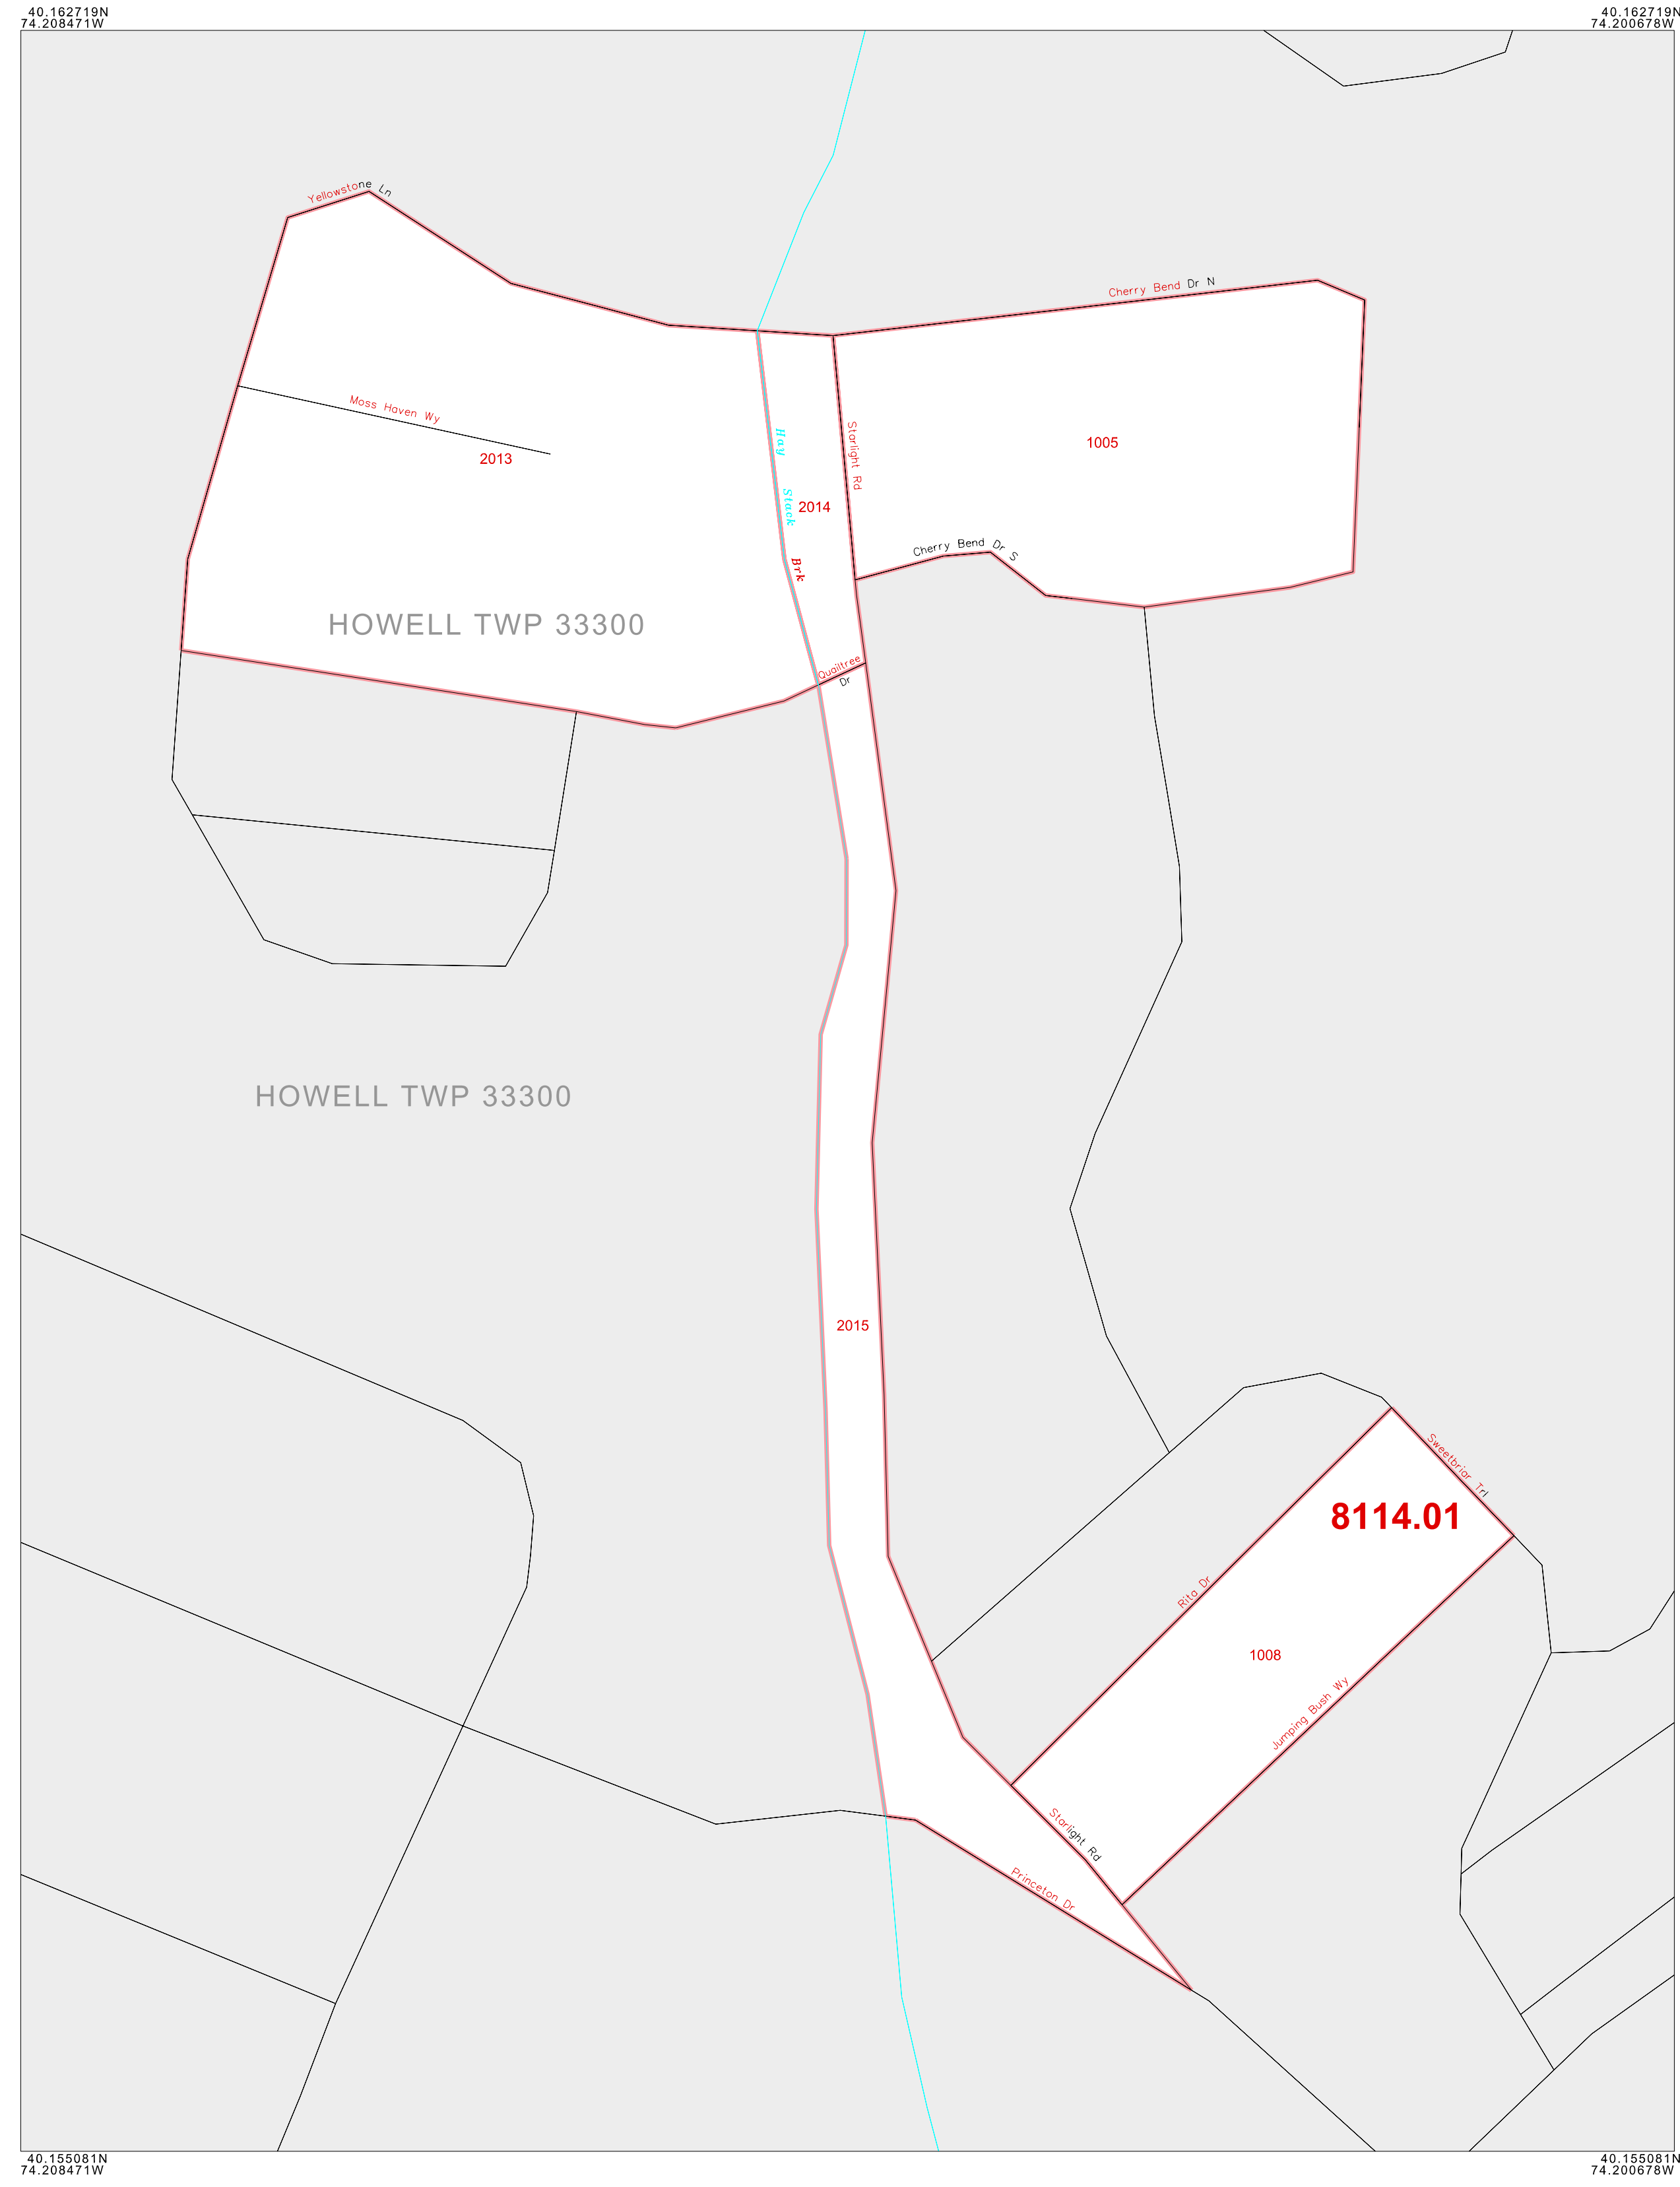 40.162719N
74.208471W
40.162719N
74.200678W
Yellowstone Ln
Cherry Bend Dr N
Moss Haven Wy
2013
Hay Stack Brk
2014
Starlight Rd
1005
Cherry Bend Dr S
HOWELL TWP 33300
Quailtree
Dr
HOWELL TWP 33300
2015
Sweetbriar Trl
8114.01
Rita Dr
1008
Jumping Bush Wy
Starlight Rd
Princeton Dr
40.155081N
74.208471W
40.155081N
74.200678W